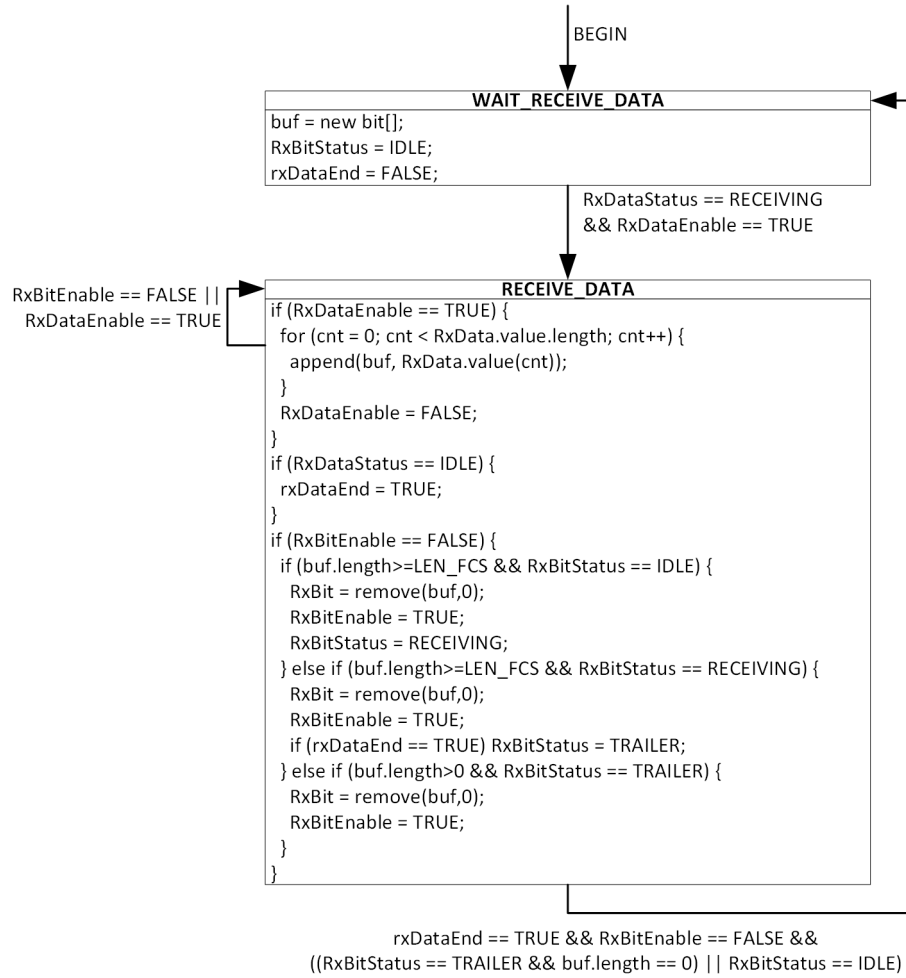 BEGIN
WAIT_RECEIVE_DATA
buf = new bit[];
RxBitStatus = IDLE;
rxDataEnd = FALSE;
RxDataStatus == RECEIVING
&& RxDataEnable == TRUE
RxBitEnable == FALSE ||
RxDataEnable == TRUE
RECEIVE_DATA
if (RxDataEnable == TRUE) {
for (cnt = 0; cnt < RxData.value.length; cnt++) {
append(buf, RxData.value(cnt));
}
RxDataEnable = FALSE;
}
if (RxDataStatus == IDLE) {
rxDataEnd = TRUE;
}
if (RxBitEnable == FALSE) {
if (buf.length>=LEN_FCS && RxBitStatus == IDLE) {
RxBit = remove(buf,0);
RxBitEnable = TRUE;
RxBitStatus = RECEIVING;
} else if (buf.length>=LEN_FCS && RxBitStatus == RECEIVING) {
RxBit = remove(buf,0);
RxBitEnable = TRUE;
if (rxDataEnd == TRUE) RxBitStatus = TRAILER;
} else if (buf.length>0 && RxBitStatus == TRAILER) {
RxBit = remove(buf,0);
RxBitEnable = TRUE;
}
}
rxDataEnd == TRUE && RxBitEnable == FALSE &&
((RxBitStatus == TRAILER && buf.length == 0) || RxBitStatus == IDLE)